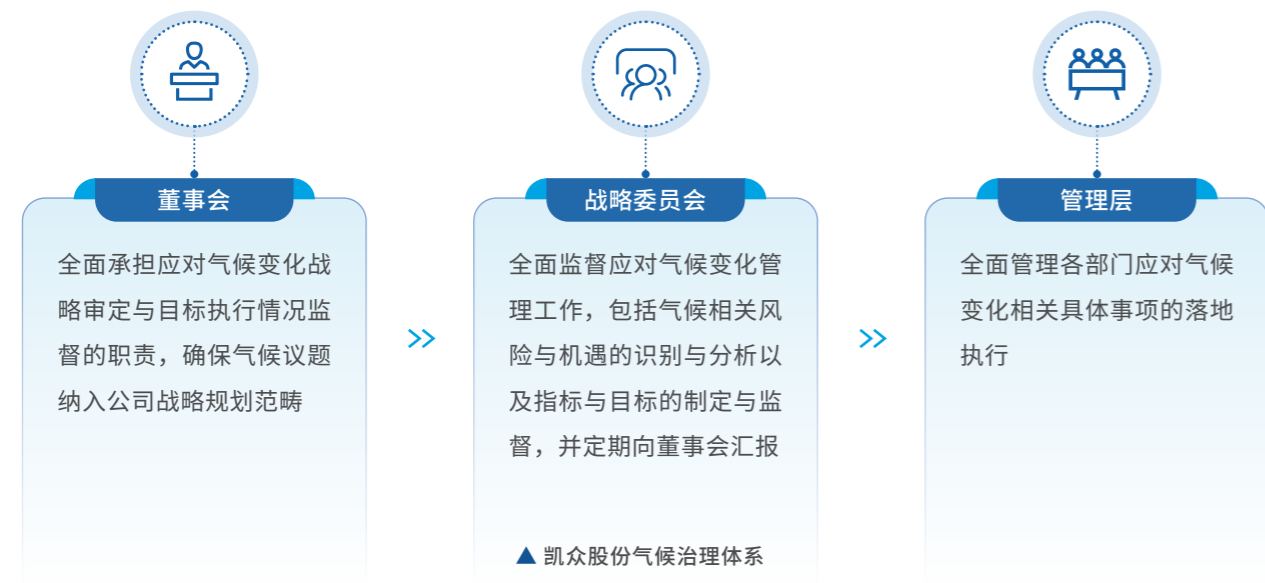 董事会
全面承担应对气候变化战
略审定与目标执行情况监
督的职责，确保气候议题
纳入公司战略规划范畴
战略委员会
全面监督应对气候变化管
理工作，包括气候相关风
险与机遇的识别与分析以
及指标与目标的制定与监
督，并定期向董事会汇报
管理层
全面管理各部门应对气候
变化相关具体事项的落地
执行
▲ 凯众股份气候治理体系